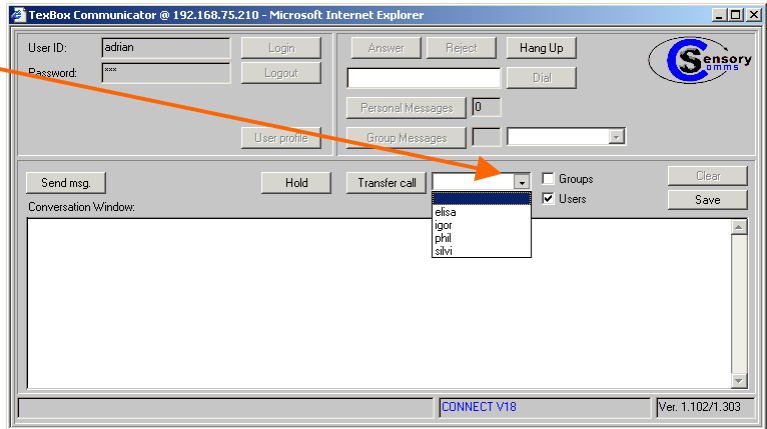 TexBox Communicator @ 192.168.75.210 - Microsoft Internet Explorer
User ID: adrian Login Answer Reject Hang Up
Password: *** Logout Dial
Sensory Comms
Personal Messages 0
User profile Group Messages
Send msg. Hold Transfer call Groups Clear
Users Save
Conversation Window:
elisa
igor
phil
silvi
CONNECT V18 Ver. 1.102/1.303